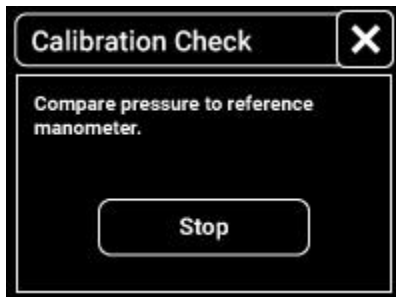 Calibration Check
Compare pressure to reference
manometer.
Stop